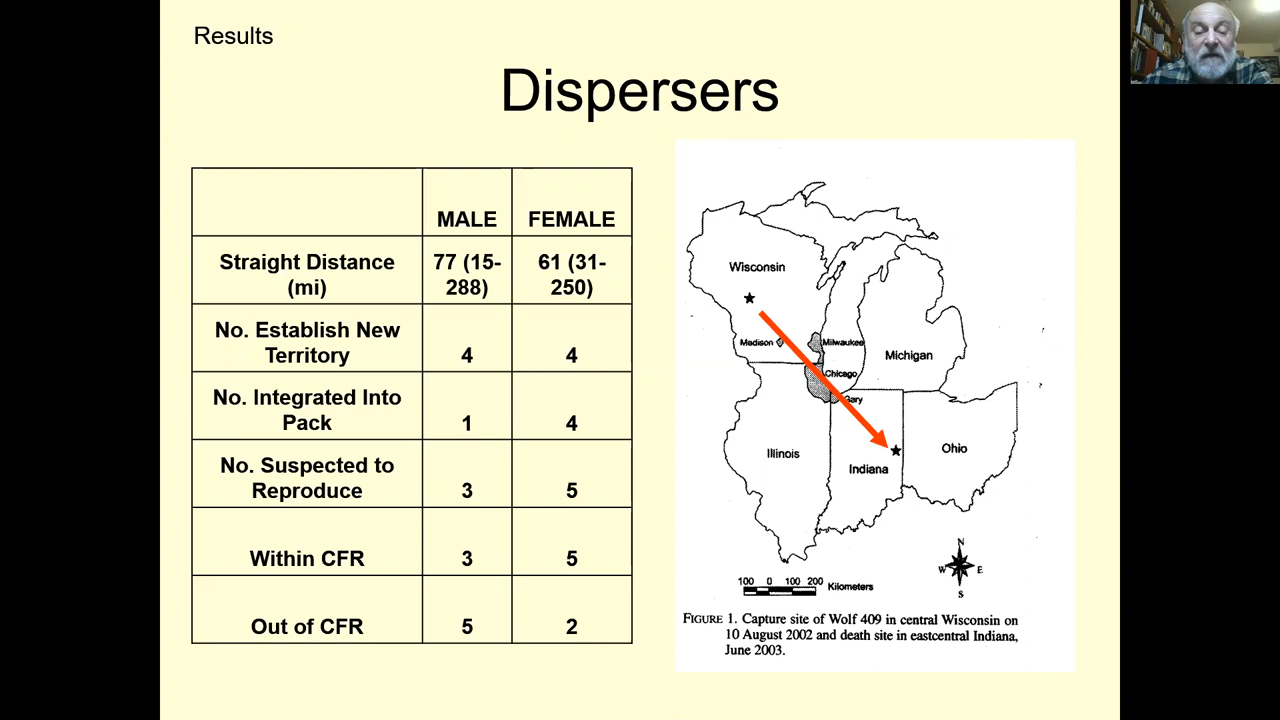 Results
Dispersers
MALE FEMALE
Straight Distance (mi) 77 (15-288) 61 (31-250)
No. Establish New Territory 4 4
No. Integrated Into Pack 1 4
No. Suspected to Reproduce 3 5
Within CFR 3 5
Out of CFR 5 2
Wisconsin
Madison
Milwaukee
Michigan
Chicago
Gary
Illinois
Indiana
Ohio
N
W E
S
100 0 100 200 Kilometers
FIGURE 1. Capture site of Wolf 409 in central Wisconsin on
10 August 2002 and death site in eastcentral Indiana,
June 2003.